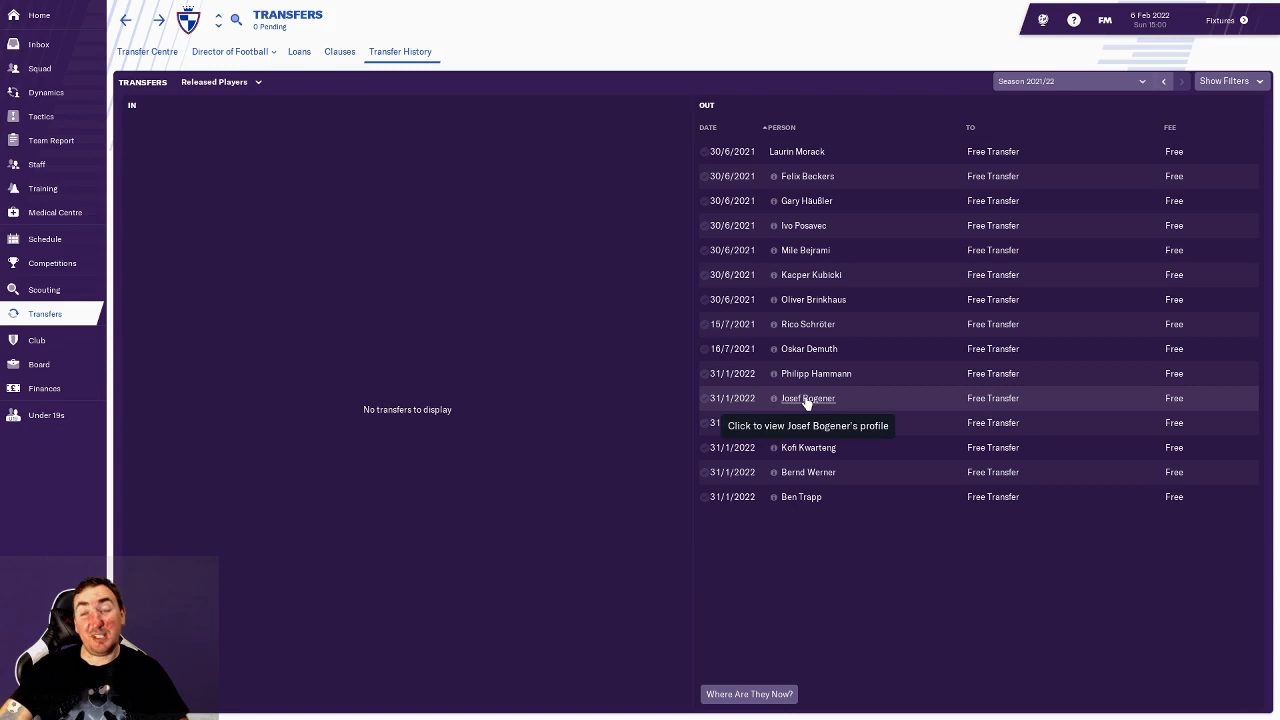 Home
Inbox
Squad
Dynamics
Tactics
Team Report
Staff
Training
Medical Centre
Schedule
Competitions
Scouting
Transfers
Club
Board
Finances
Under 19s
TRANSFERS
0 Pending
FM
6 Feb 2022
Sun 15:00
Fixtures
Transfer Centre
Director of Football
Loans
Clauses
Transfer History
TRANSFERS Released Players
Season 2021/22
Show Filters
IN
No transfers to display
OUT
DATE PERSON TO FEE
30/6/2021 Laurin Morack Free Transfer Free
30/6/2021 Felix Beckers Free Transfer Free
30/6/2021 Gary Häußler Free Transfer Free
30/6/2021 Ivo Posavec Free Transfer Free
30/6/2021 Mile Bejrami Free Transfer Free
30/6/2021 Kacper Kubicki Free Transfer Free
30/6/2021 Oliver Brinkhaus Free Transfer Free
15/7/2021 Rico Schröter Free Transfer Free
16/7/2021 Oskar Demuth Free Transfer Free
31/1/2022 Philipp Hammann Free Transfer Free
31/1/2022 Josef Bogener Free Transfer Free
31 Free Transfer Free
Click to view Josef Bogener's profile
31/1/2022 Kofi Kwarteng Free Transfer Free
31/1/2022 Bernd Werner Free Transfer Free
31/1/2022 Ben Trapp Free Transfer Free
Where Are They Now?